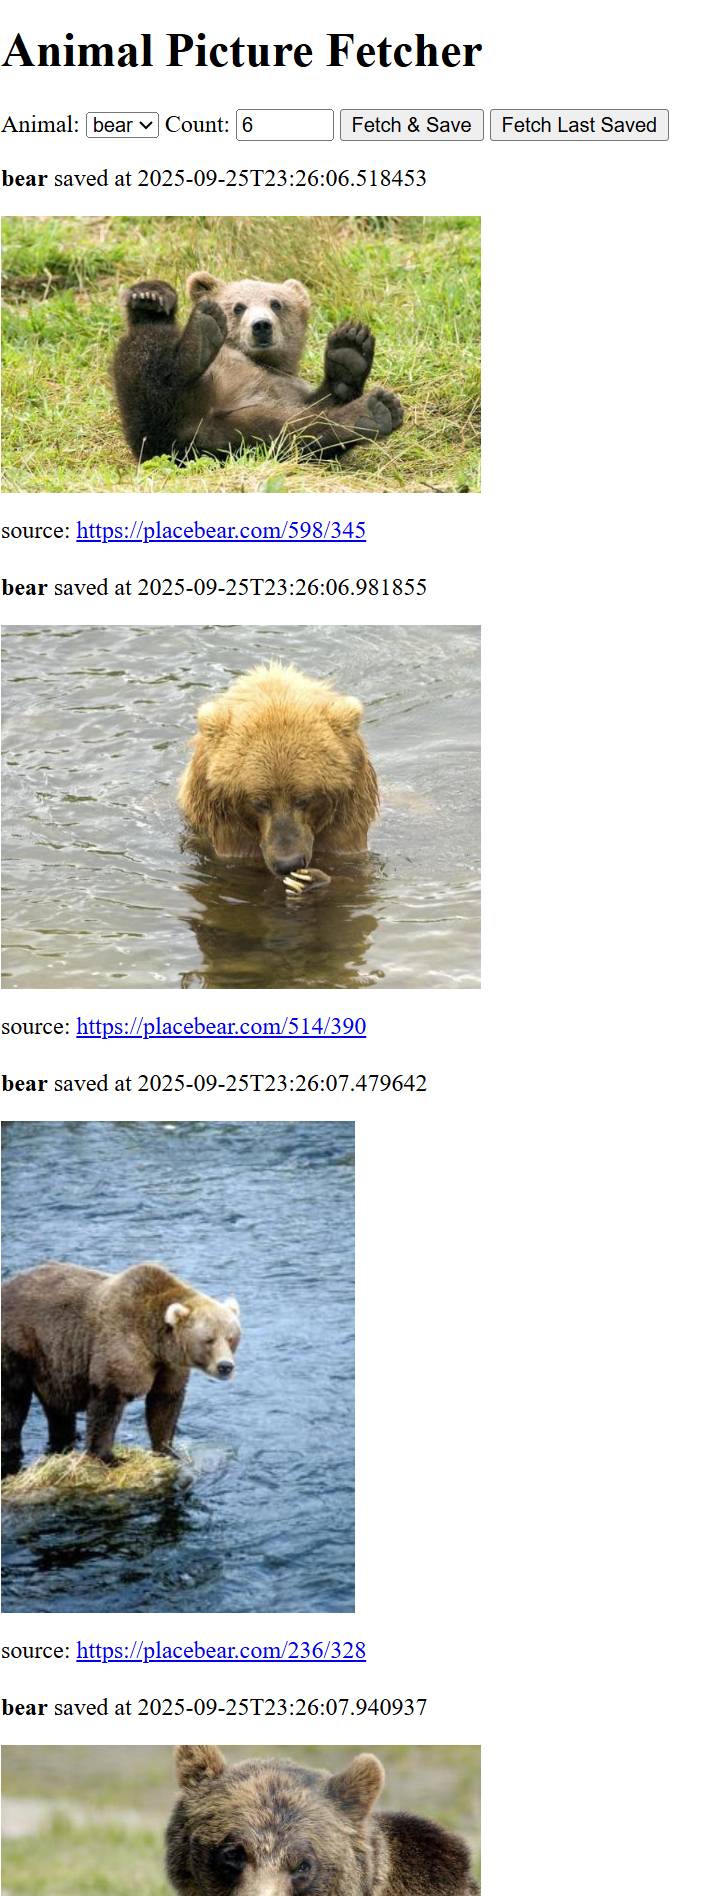 Animal Picture Fetcher
Animal: bear Count: 6 Fetch & Save Fetch Last Saved
bear saved at 2025-09-25T23:26:06.518453
source: https://placebear.com/598/345
bear saved at 2025-09-25T23:26:06.981855
source: https://placebear.com/514/390
bear saved at 2025-09-25T23:26:07.479642
source: https://placebear.com/236/328
bear saved at 2025-09-25T23:26:07.940937